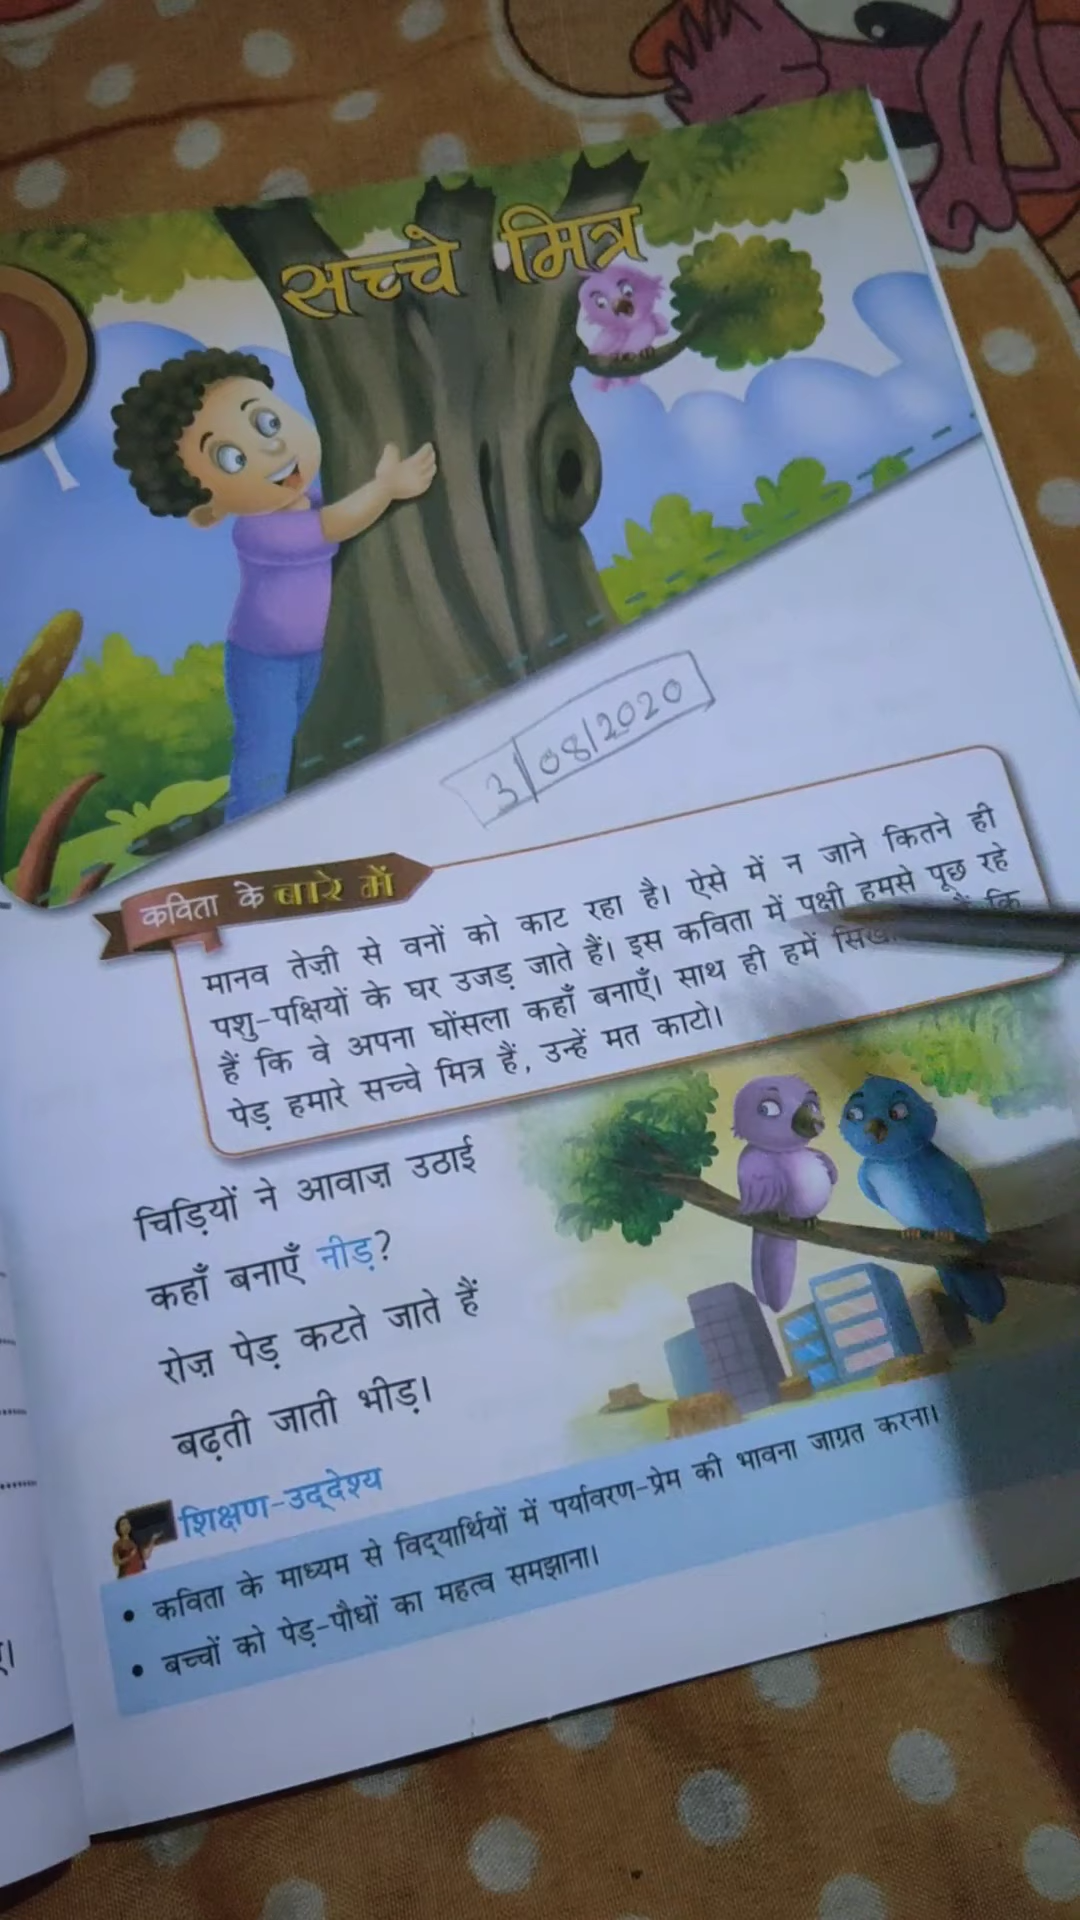 सच्चे मित्र
3/08/2020
कविता के बारे में
मानव तेज़ी से वनों को काट रहा है। ऐसे में न जाने कितने ही
पशु-पक्षियों के घर उजड़ जाते हैं। इस कविता में पक्षी हमसे पूछ रहे
हैं कि वे अपना घोंसला कहाँ बनाएँ। साथ ही हमें कि
पेड़ हमारे सच्चे मित्र हैं, उन्हें मत काटो।
चिड़ियों ने आवाज़ उठाई
कहाँ बनाएँ नीड़?
रोज़ पेड़ कटते जाते हैं
बढ़ती जाती भीड़।
शिक्षण-उद्देश्य
• कविता के माध्यम से विद्यार्थियों में पर्यावरण-प्रेम की भावना जाग्रत करना।
• बच्चों को पेड़-पौधों का महत्व समझाना।